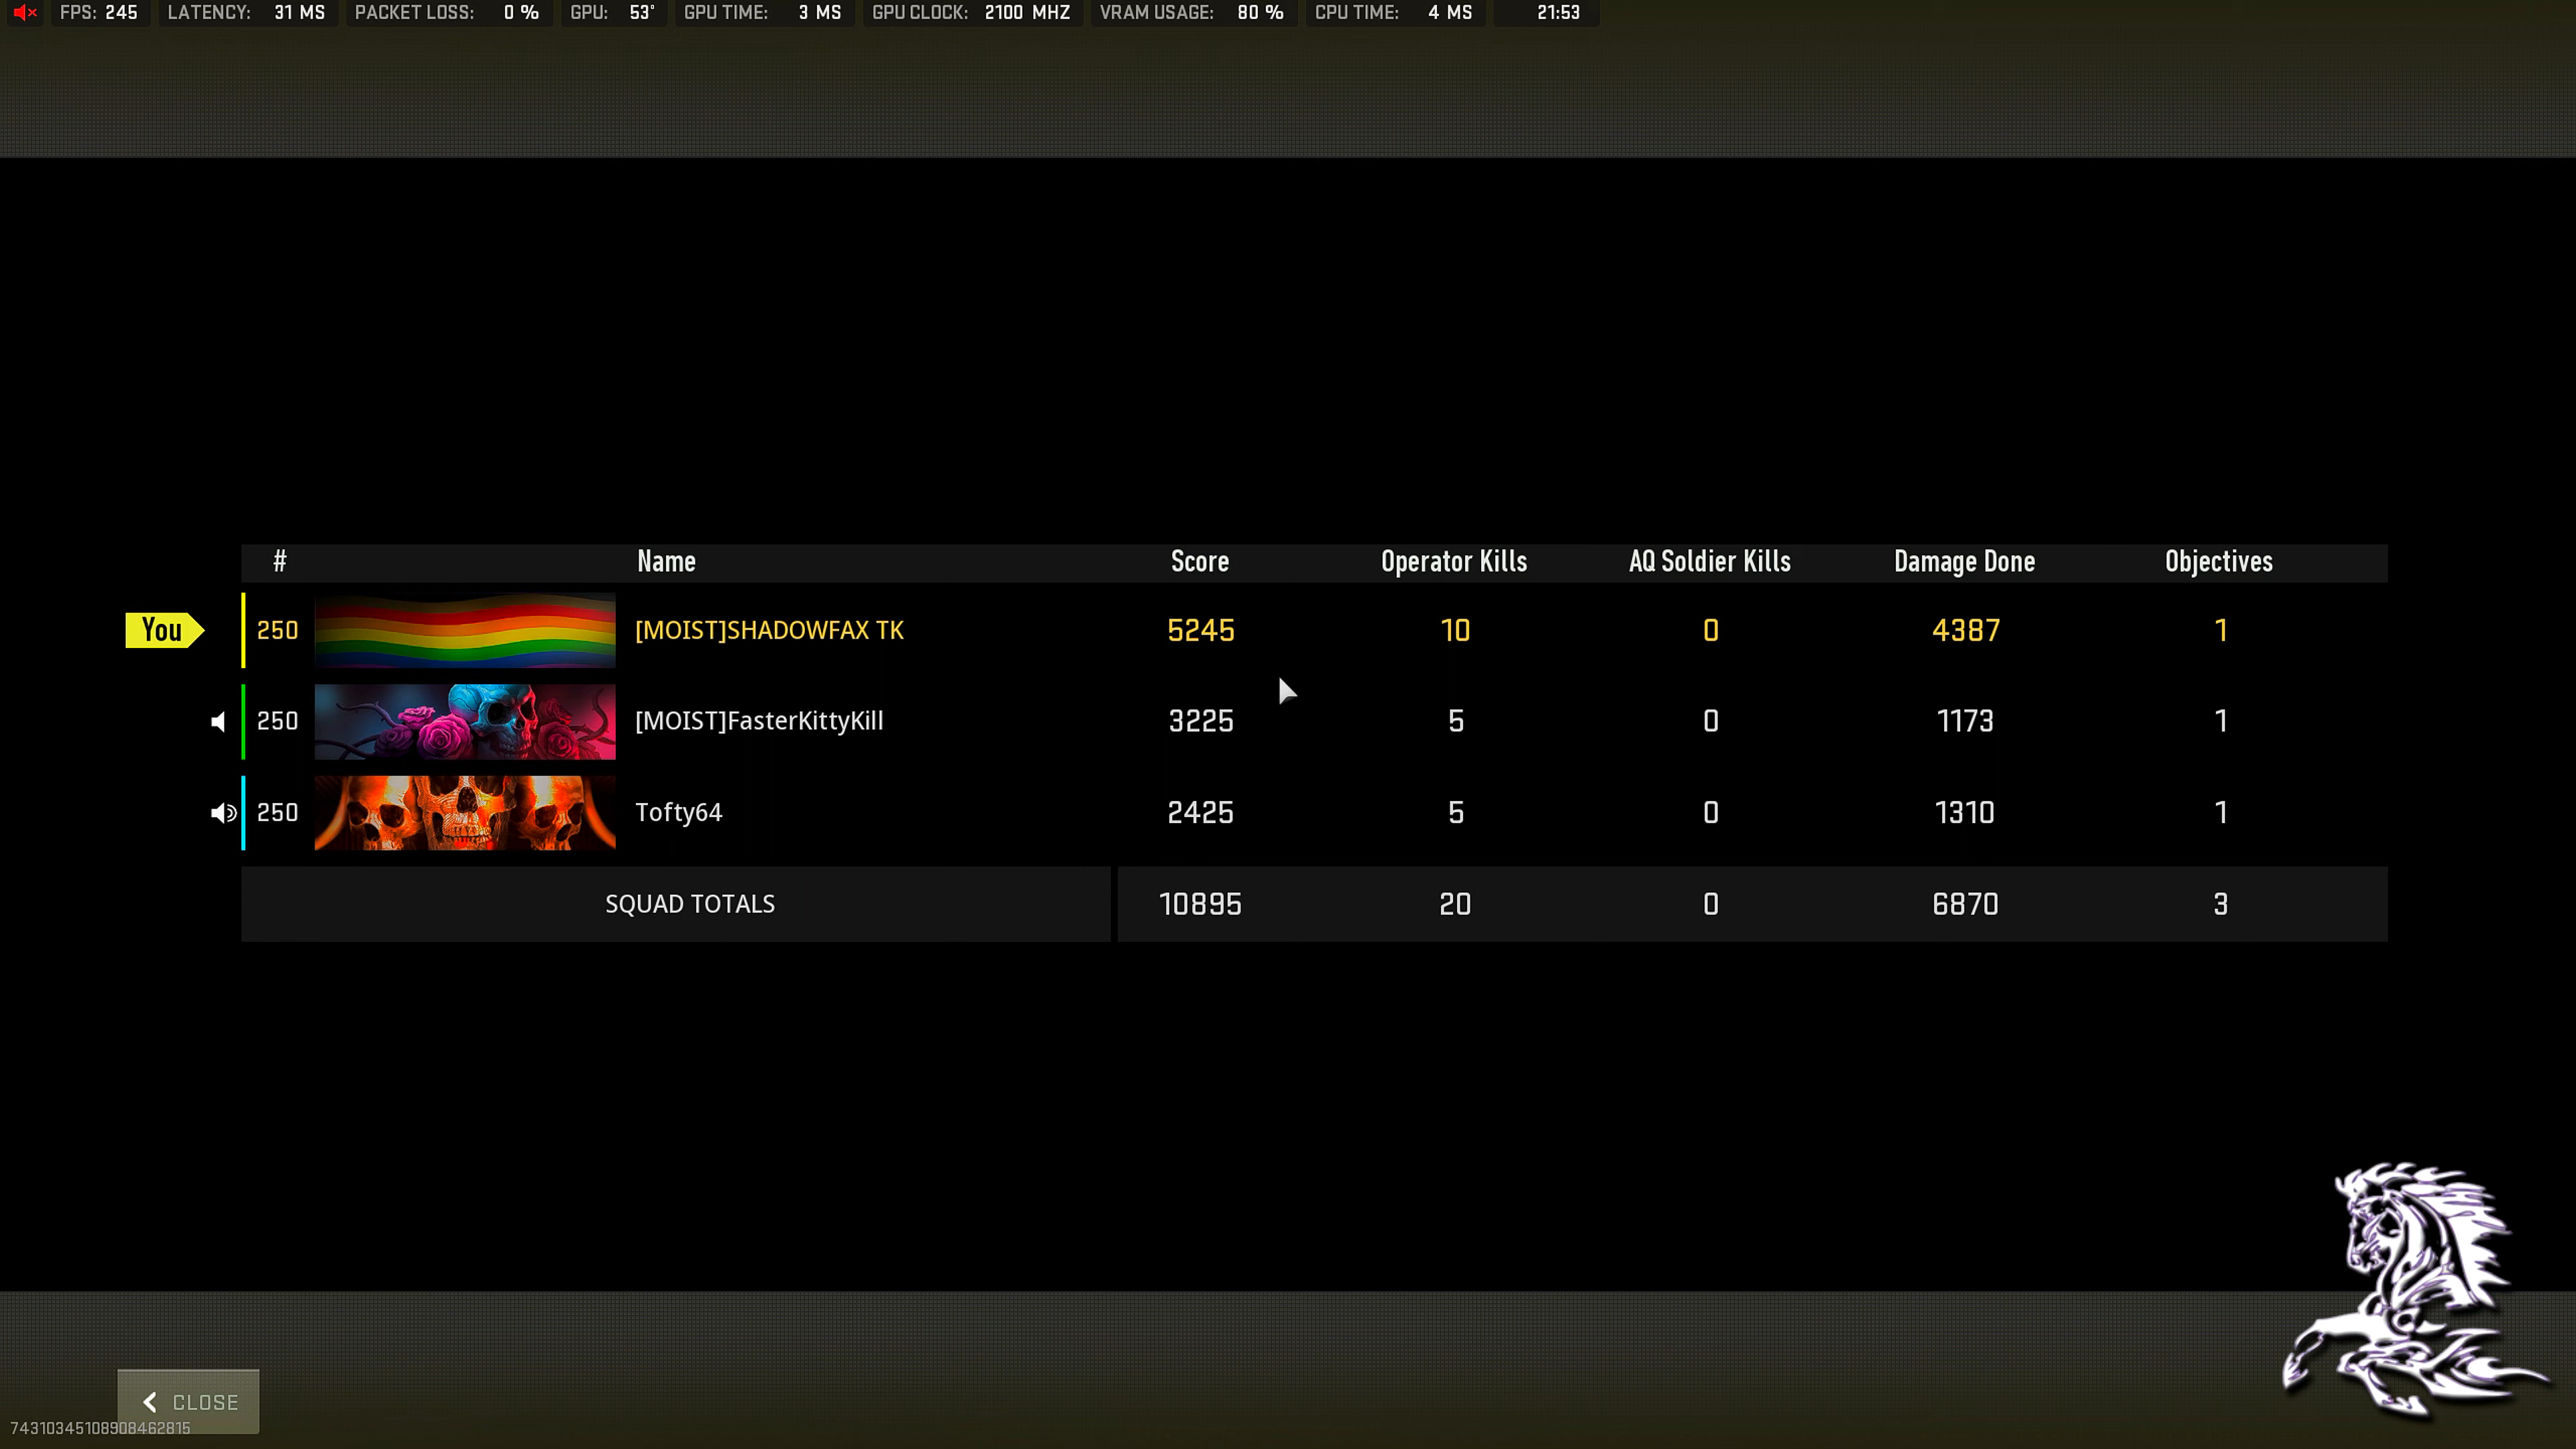 FPS: 245 LATENCY: 31 MS PACKET LOSS: 0 % GPU: 53° GPU TIME: 3 MS GPU CLOCK: 2100 MHZ VRAM USAGE: 80 % CPU TIME: 4 MS 21:53
# Name Score Operator Kills AQ Soldier Kills Damage Done Objectives
You 250 [MOIST]SHADOWFAX TK 5245 10 0 4387 1
250 [MOIST]FasterKittyKill 3225 5 0 1173 1
250 Tofty64 2425 5 0 1310 1
SQUAD TOTALS 10895 20 0 6870 3
CLOSE
74310345108908462815